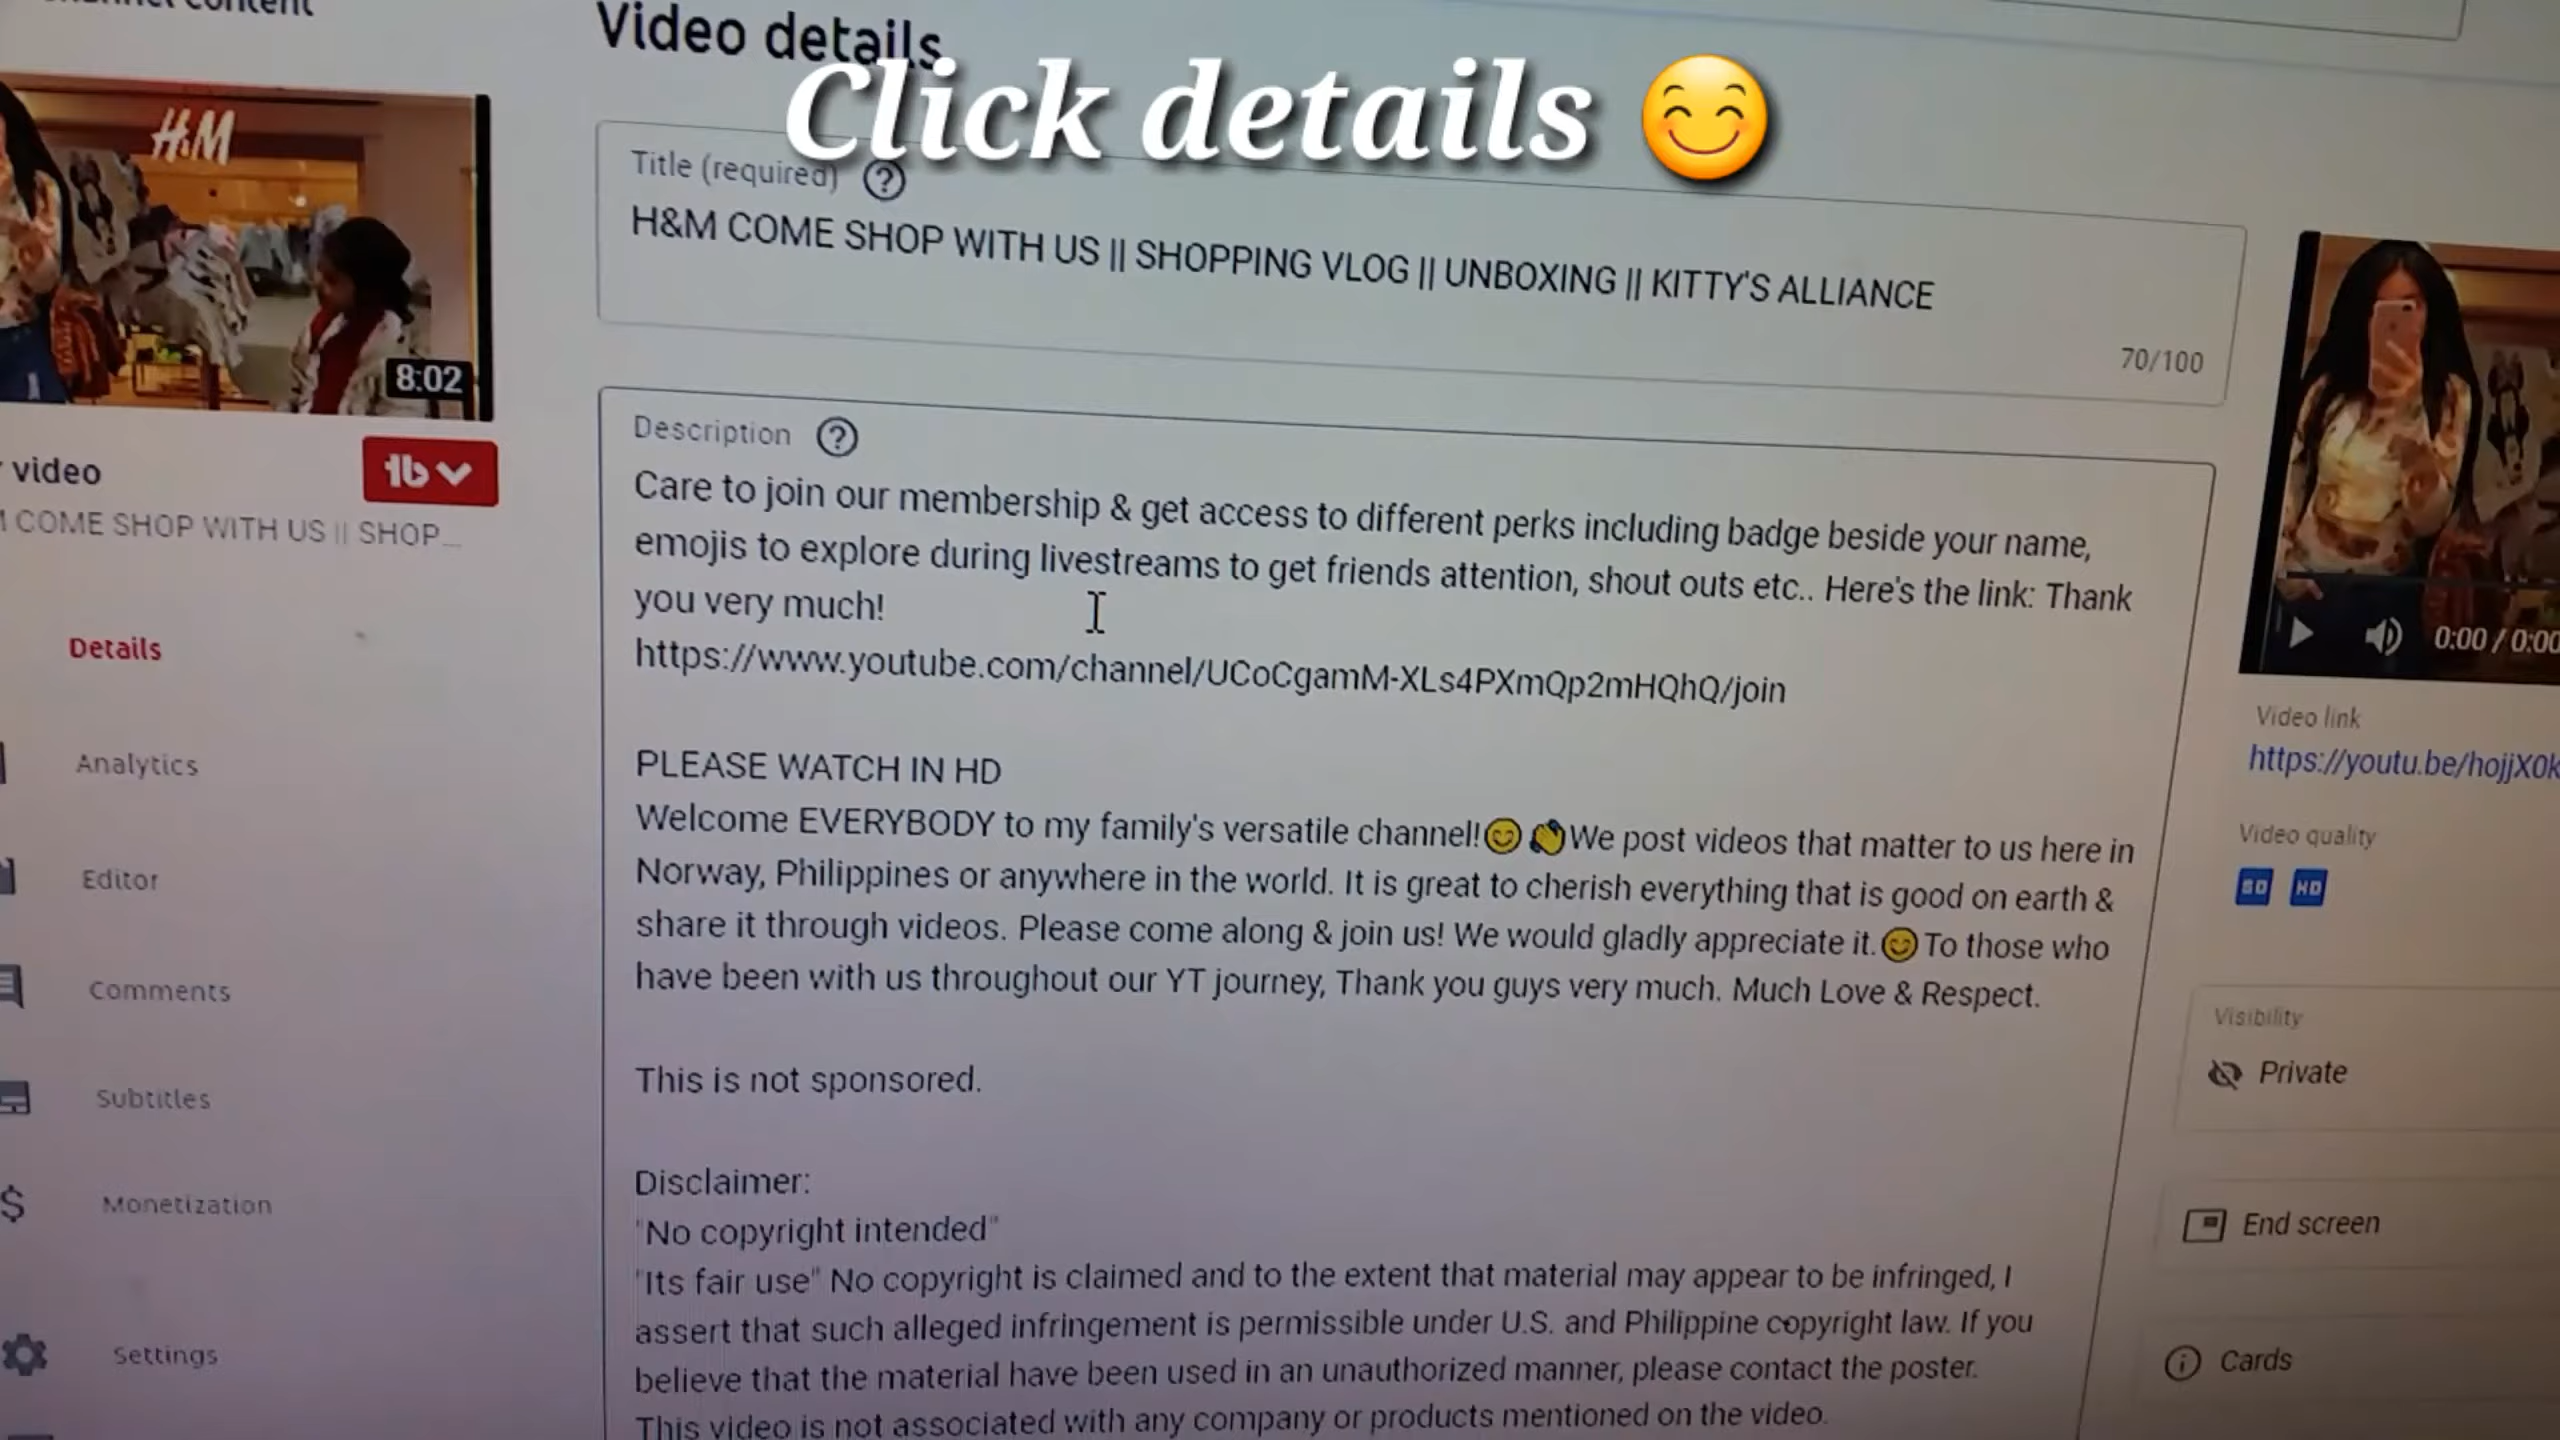 Video details
Click details 😊
H&M
8:02
video
COME SHOP WITH US || SHOP...
Details
Analytics
Editor
Comments
Subtitles
Monetization
Settings
Title (required)
H&M COME SHOP WITH US || SHOPPING VLOG || UNBOXING || KITTY'S ALLIANCE
70/100
Description
Care to join our membership & get access to different perks including badge beside your name,
emojis to explore during livestreams to get friends attention, shout outs etc.. Here's the link: Thank
you very much!
https://www.youtube.com/channel/UCoCgamM-XLs4PXmQp2mHQhQ/join
PLEASE WATCH IN HD
Welcome EVERYBODY to my family's versatile channel!😊👏We post videos that matter to us here in
Norway, Philippines or anywhere in the world. It is great to cherish everything that is good on earth &
share it through videos. Please come along & join us! We would gladly appreciate it.😊To those who
have been with us throughout our YT journey, Thank you guys very much. Much Love & Respect.
This is not sponsored.
Disclaimer:
"No copyright intended"
"Its fair use" No copyright is claimed and to the extent that material may appear to be infringed, I
assert that such alleged infringement is permissible under U.S. and Philippine copyright law. If you
believe that the material have been used in an unauthorized manner, please contact the poster.
This video is not associated with any company or products mentioned on the video.
0:00 / 0:00
Video link
https://youtu.be/hojjX0k
Video quality
SD HD
Visibility
Private
End screen
Cards